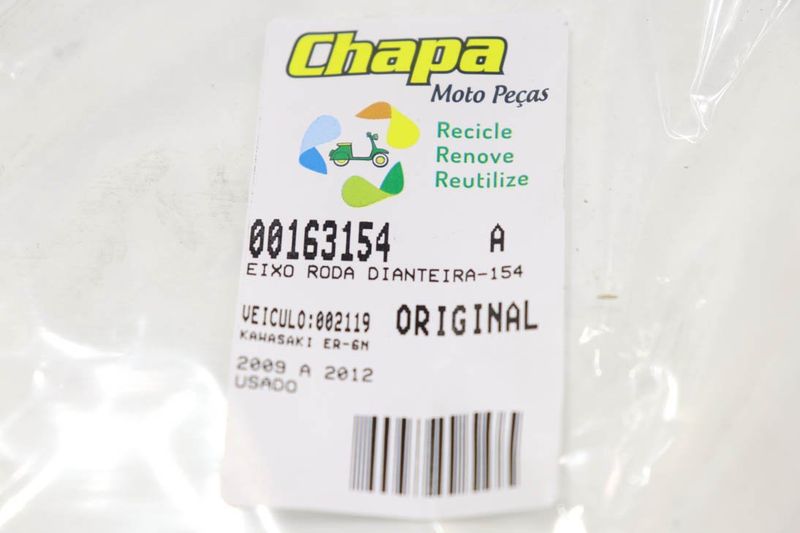 Chapa
Moto Peças
Recicle
Renove
Reutilize
00163154 A
EIXO RODA DIANTEIRA-154
VEICULO:002119 ORIGINAL
KAWASAKI ER-6N
2009 A 2012
USADO